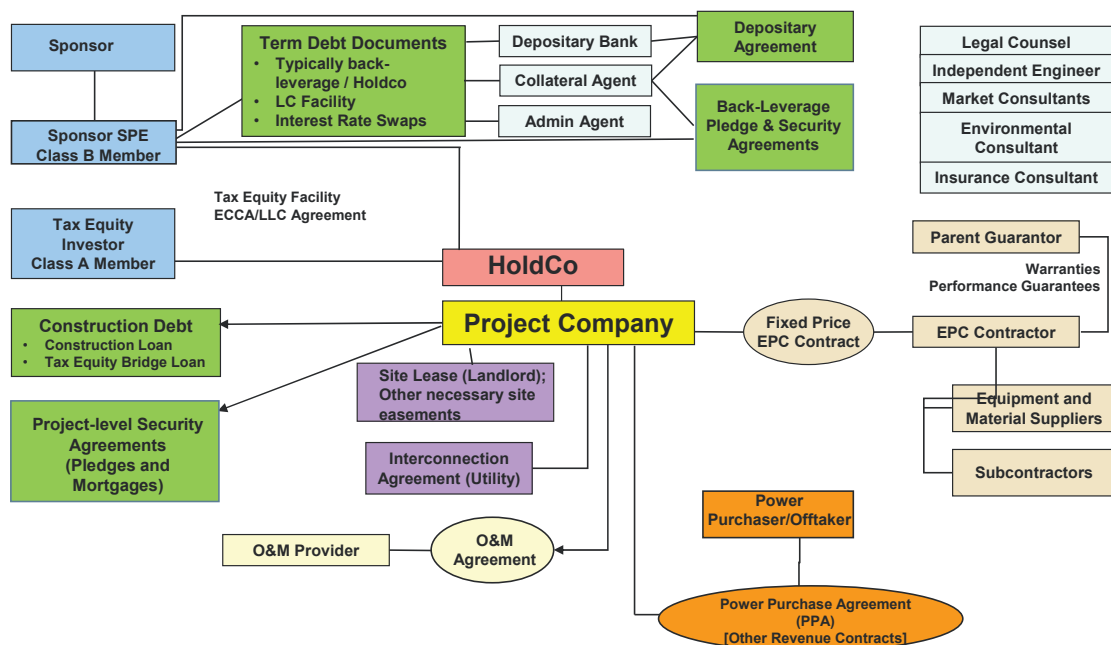 Sponsor
Term Debt Documents
• Typically back-
leverage / Holdco
• LC Facility
• Interest Rate Swaps
Depositary Bank
Collateral Agent
Admin Agent
Depositary
Agreement
Back-Leverage
Pledge & Security
Agreements
Legal Counsel
Independent Engineer
Market Consultants
Environmental
Consultant
Insurance Consultant
Sponsor SPE
Class B Member
Tax Equity Facility
ECCA/LLC Agreement
Tax Equity
Investor
Class A Member
HoldCo
Parent Guarantor
Warranties
Performance Guarantees
Construction Debt
• Construction Loan
• Tax Equity Bridge Loan
Project Company
Fixed Price
EPC Contract
EPC Contractor
Site Lease (Landlord);
Other necessary site
easements
Equipment and
Material Suppliers
Project-level Security
Agreements
(Pledges and
Mortgages)
Interconnection
Agreement (Utility)
Subcontractors
Power
Purchaser/Offtaker
O&M Provider
O&M
Agreement
Power Purchase Agreement
(PPA)
[Other Revenue Contracts]